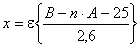 x = ε{(B − n · A − 25) / 2,6}